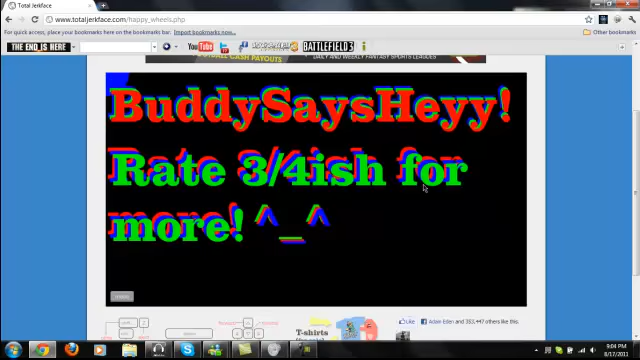 Total Jerkface
www.totaljerkface.com/happy_wheels.php
For quick access, place your bookmarks here on the bookmarks bar. Import bookmarks now...
Other bookmarks
THE END IS HERE
YouTube
BATTLEFIELD 3
DAILY AND WEEKLY FANTASY SPORTS LEAGUES
BuddySaysHeyy!
Rate 3/4ish for
more! ^_^
T-shirts
Like
Adam Eden and 353,447 others like this.
9:04 PM
8/17/2011